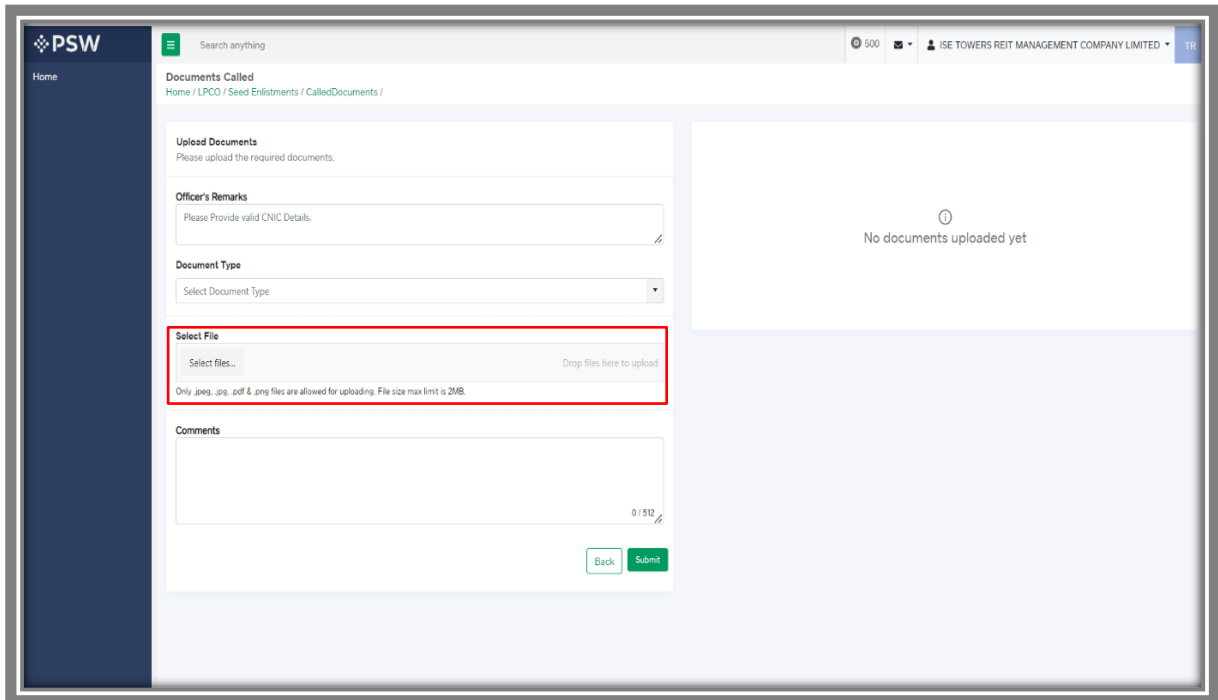 PSW
Search anything
500
ISE TOWERS REIT MANAGEMENT COMPANY LIMITED
TR
Home
Documents Called
Home / LPCO / Seed Enlistments / CalledDocuments /
Upload Documents
Please upload the required documents.
Officer's Remarks
Please Provide valid CNIC Details.
Document Type
Select Document Type
Select File
Select files...
Drop files here to upload
Only .jpeg, .jpg, .pdf & .png files are allowed for uploading. File size max limit is 2MB.
Comments
0 / 512
Back
Submit
No documents uploaded yet